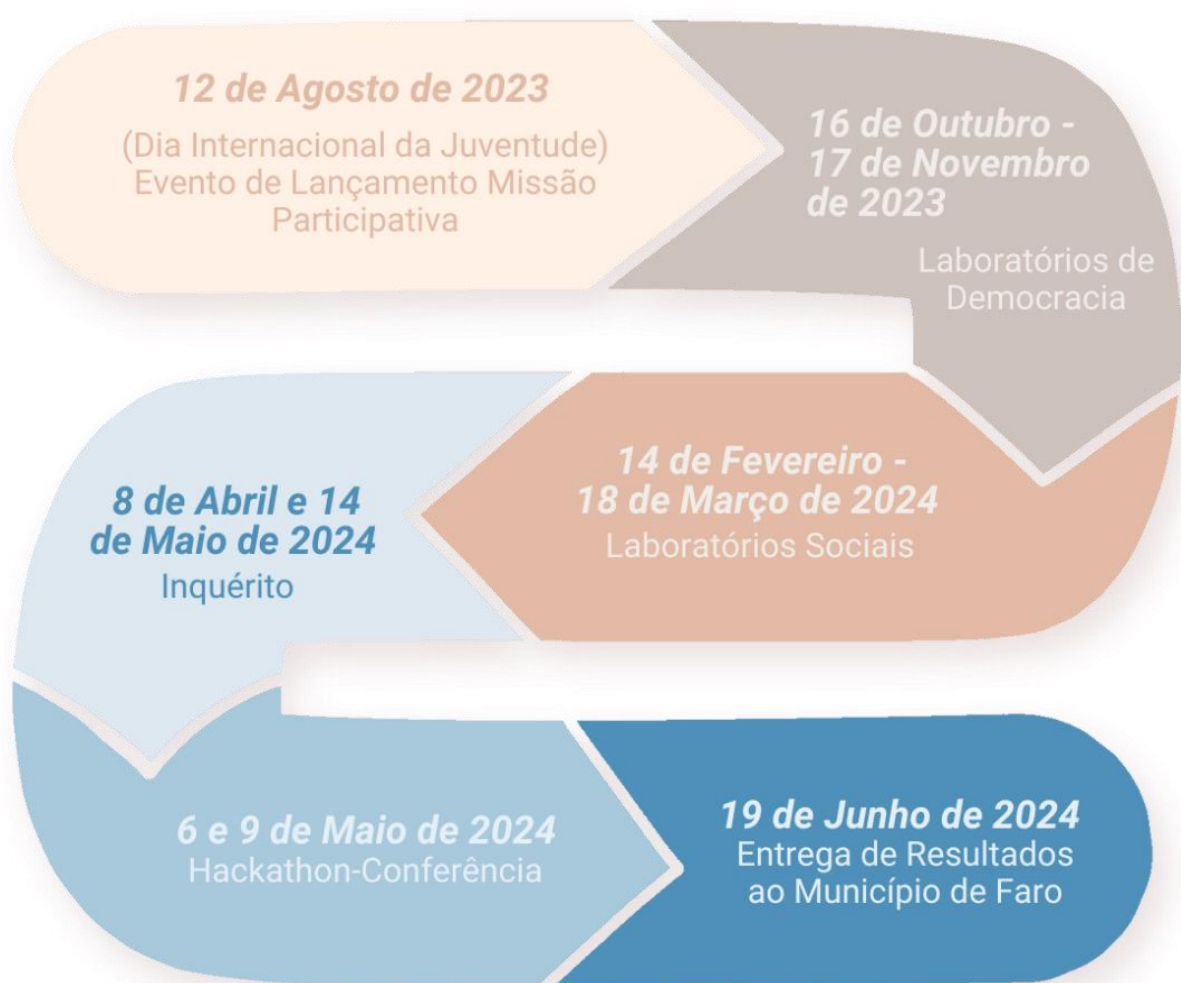 12 de Agosto de 2023
(Dia Internacional da Juventude)
Evento de Lançamento Missão
Participativa
16 de Outubro -
17 de Novembro
de 2023
Laboratórios de
Democracia
14 de Fevereiro -
18 de Março de 2024
Laboratórios Sociais
8 de Abril e 14
de Maio de 2024
Inquérito
6 e 9 de Maio de 2024
Hackathon-Conferência
19 de Junho de 2024
Entrega de Resultados
ao Município de Faro